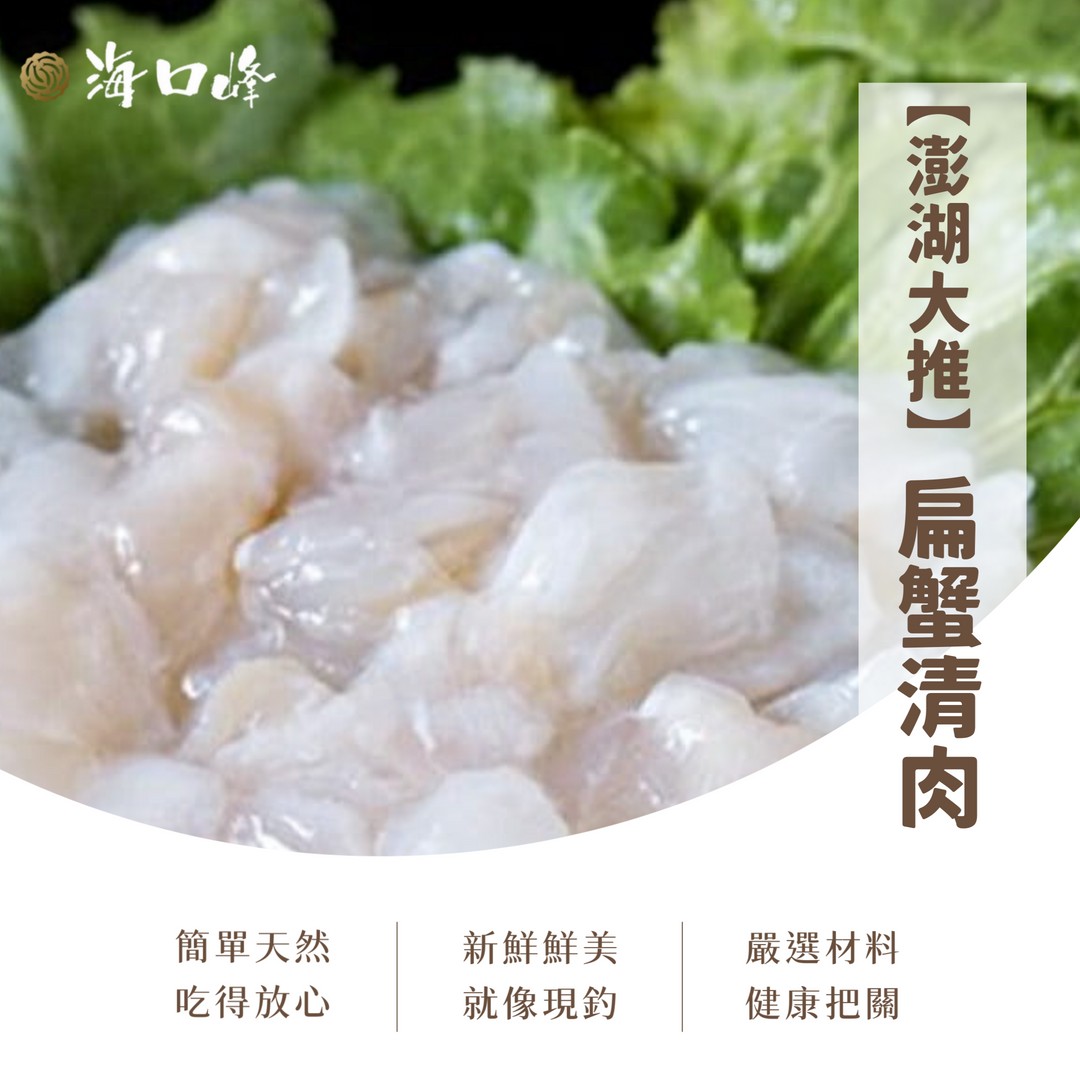 海口峰
【澎湖大推】扁蟹清肉
簡單天然
吃得放心
新鮮鮮美
就像現釣
嚴選材料
健康把關